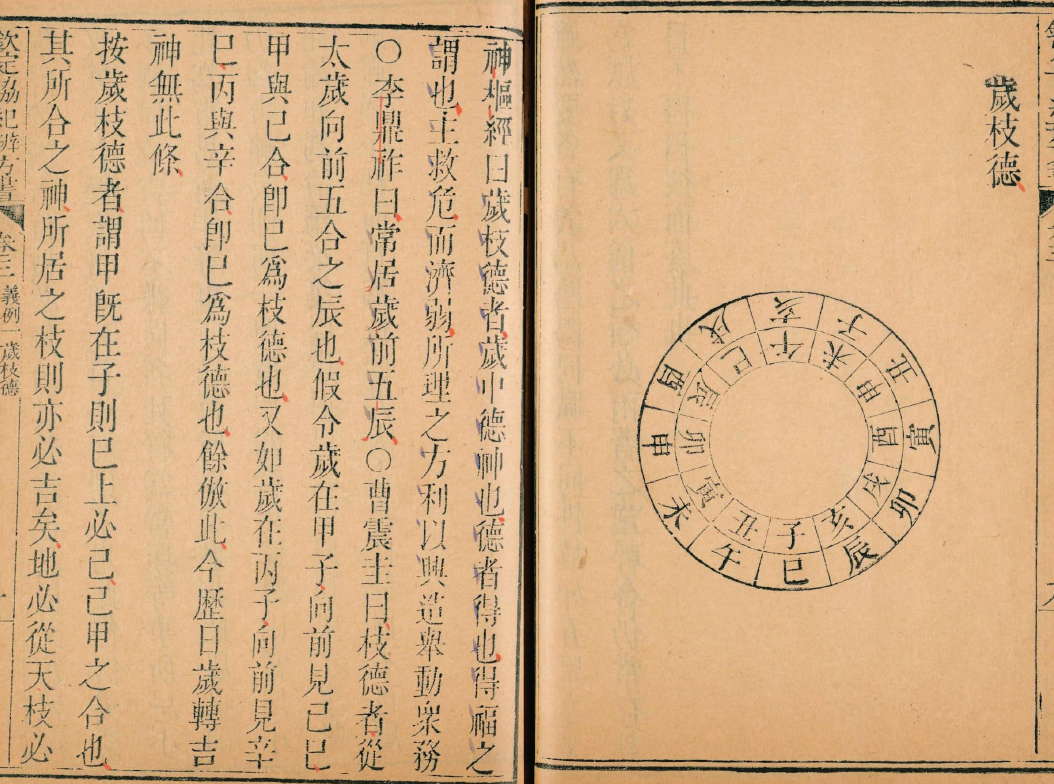 歲枝德
亥 子 丑 寅 卯 辰 巳 午 未 申 酉 戌
午 未 申 酉 戌 亥 子 丑 寅 卯 辰 巳
神樞經曰歲枝德者歲中德神也德者得也得福之
謂也主救危而濟弱所理之方利以興造舉動衆務
○李鼎祚曰常居歲前五辰○曹震圭曰枝德者從
太歲向前五合之辰也假令歲在甲子向前見己巳
甲與己合卽巳爲枝德也又如歲在丙子向前見辛
巳丙與辛合卽巳爲枝德也餘倣此今歷日歲轉吉
神無此條
按歲枝德者謂甲旣在子則巳上必己己甲之合也
其所合之神所居之枝則亦必吉矣地必從天枝必
欽定協紀辨方書 卷三 義例一 歲枝德